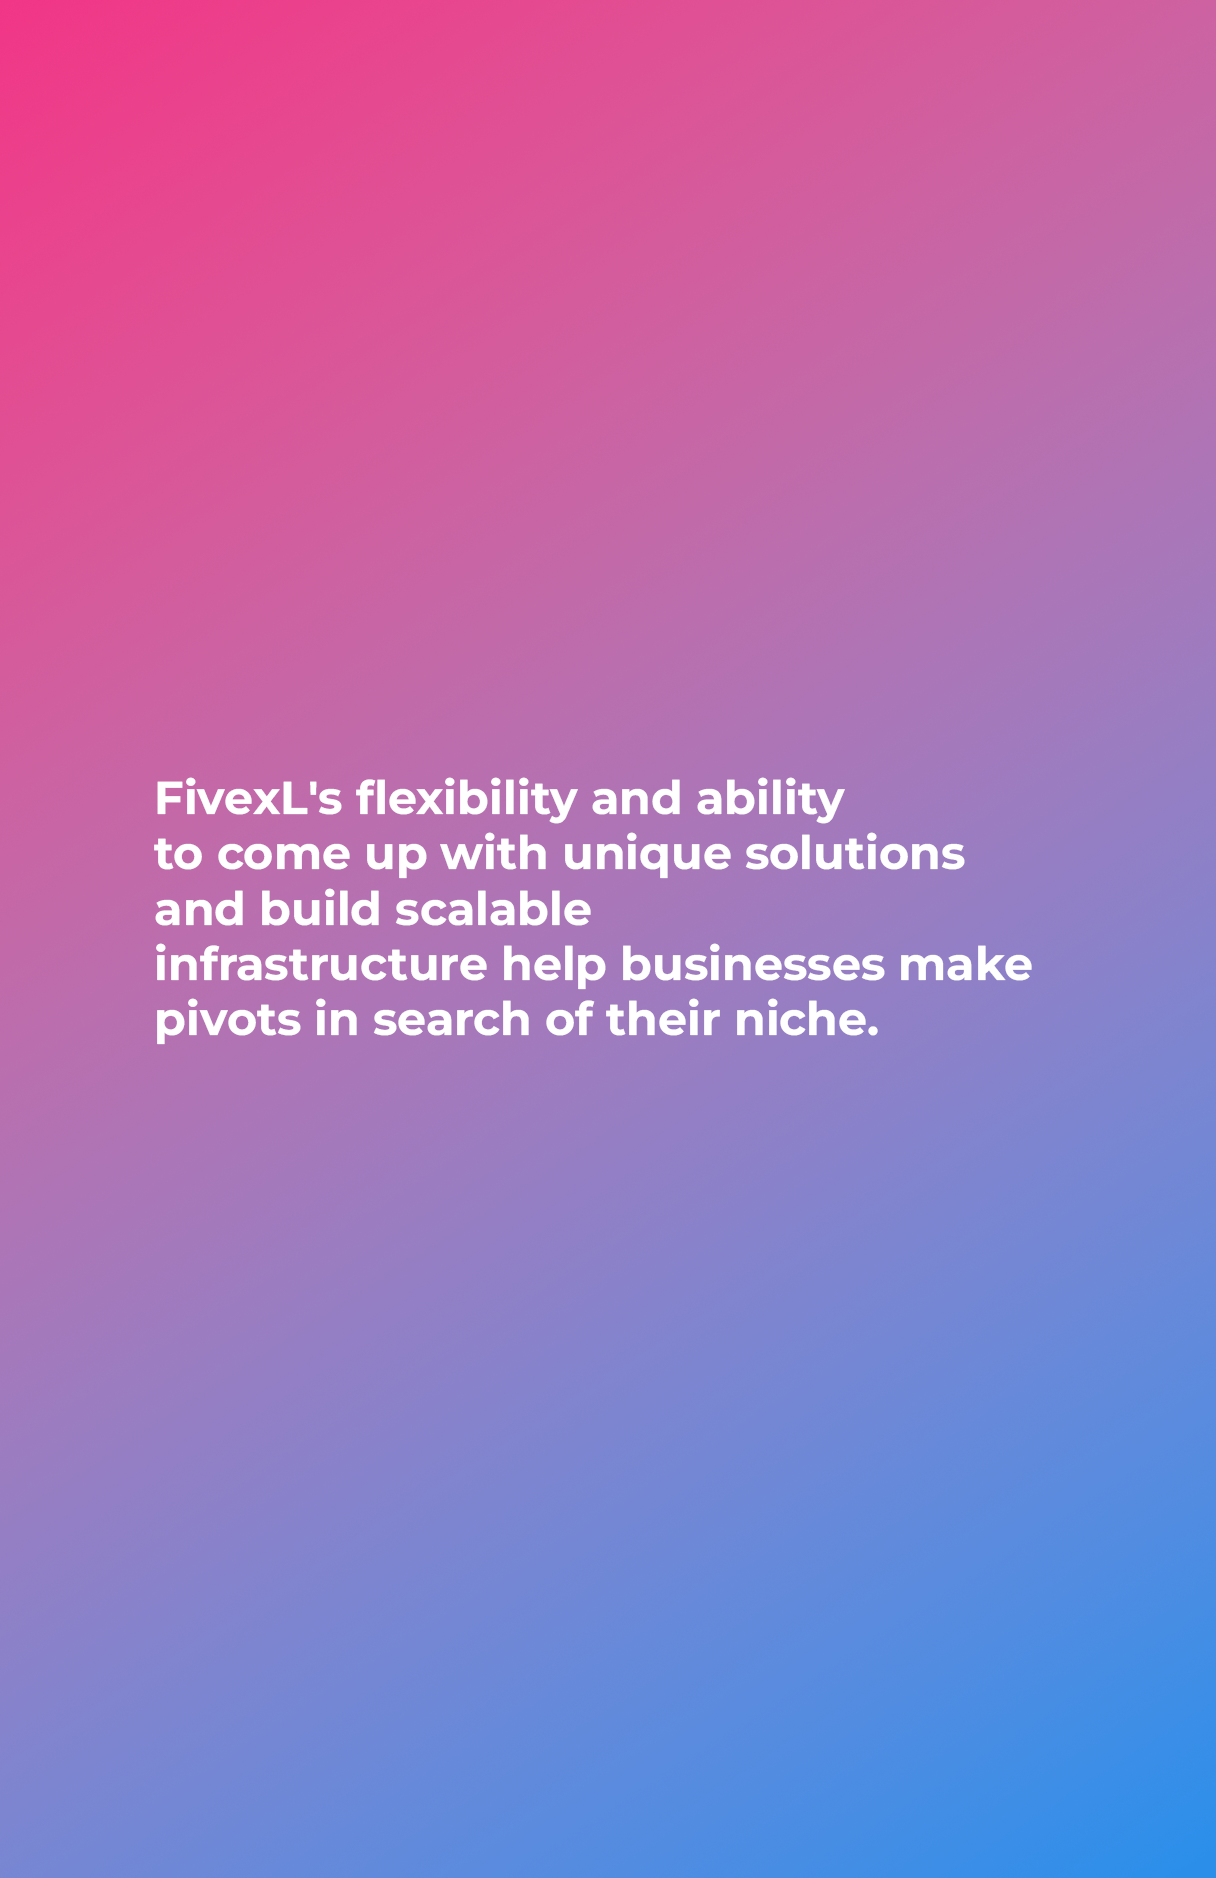 FivexL's flexibility and ability
to come up with unique solutions
and build scalable
infrastructure help businesses make
pivots in search of their niche.